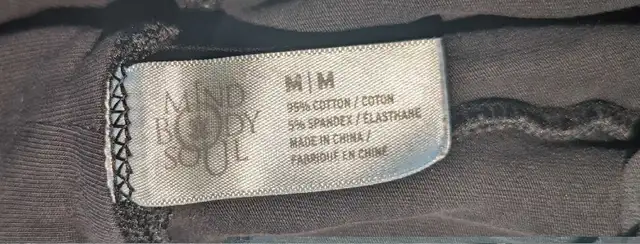 MIND
BODY
SOUL
M | M
95% COTTON / COTON
5% SPANDEX / ÉLASTHANE
MADE IN CHINA /
FABRIQUÉ EN CHINE